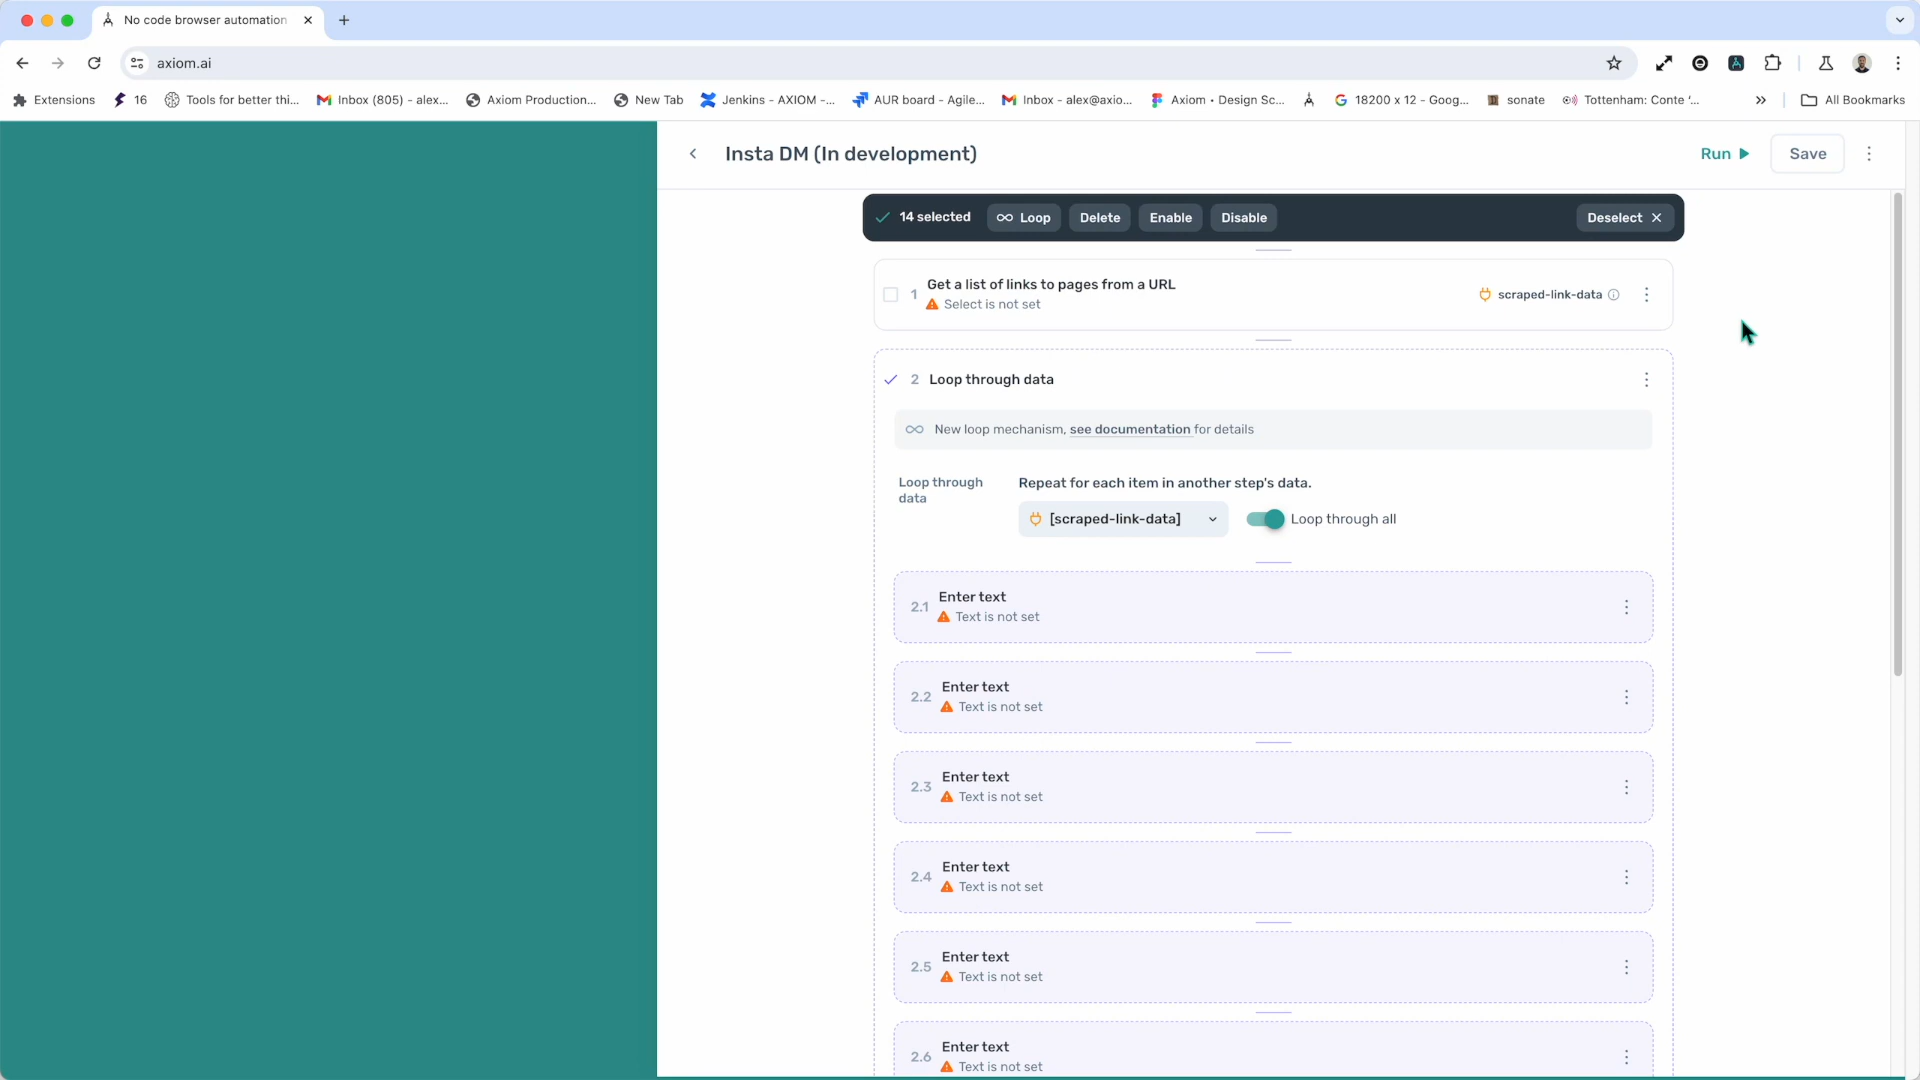 No code browser automation
axiom.ai
Extensions
16
Tools for better thi...
Inbox (805) - alex...
Axiom Production...
New Tab
Jenkins - AXIOM -...
AUR board - Agile...
Inbox - alex@axio...
Axiom • Design Sc...
18200 x 12 - Goog...
sonate
Tottenham: Conte '...
All Bookmarks
Insta DM (In development)
Run
Save
14 selected
Loop
Delete
Enable
Disable
Deselect
1
Get a list of links to pages from a URL
Select is not set
scraped-link-data
2
Loop through data
New loop mechanism, see documentation for details
Loop through
data
Repeat for each item in another step's data.
[scraped-link-data]
Loop through all
2.1
Enter text
Text is not set
2.2
Enter text
Text is not set
2.3
Enter text
Text is not set
2.4
Enter text
Text is not set
2.5
Enter text
Text is not set
2.6
Enter text
Text is not set